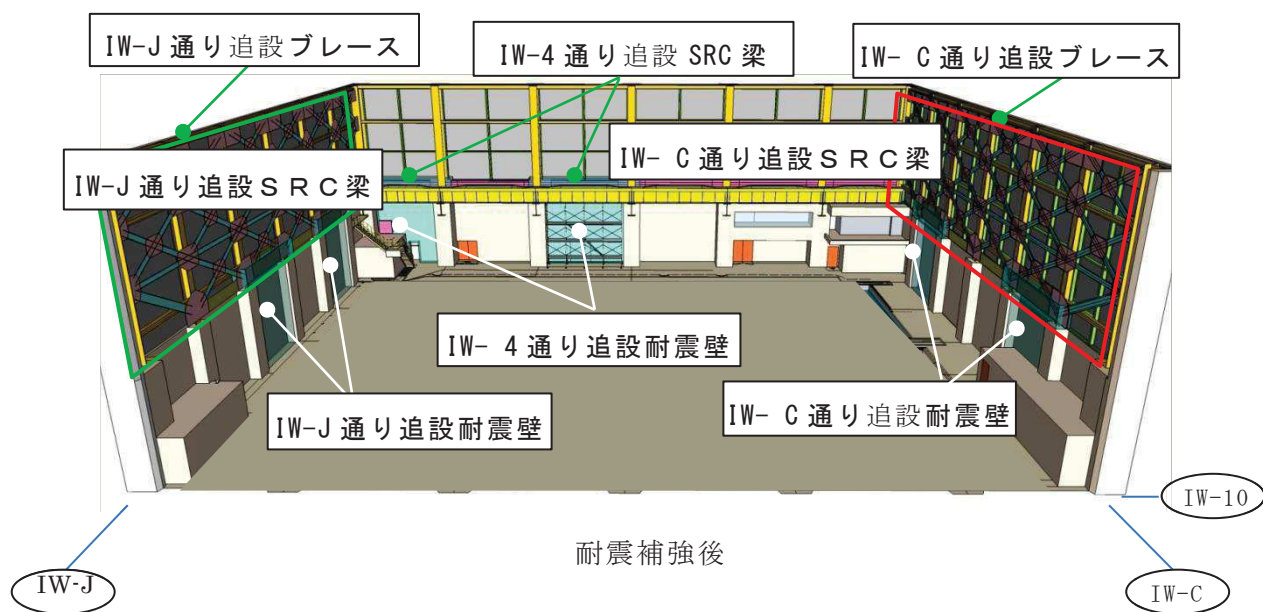 IW-J 通り追設ブレース
IW-4 通り追設 SRC 梁
IW- C 通り追設ブレース
IW-J 通り追設ＳＲＣ梁
IW- C 通り追設ＳＲＣ梁
IW- 4 通り追設耐震壁
IW-J 通り追設耐震壁
IW- C 通り追設耐震壁
IW-10
耐震補強後
IW-J
IW-C